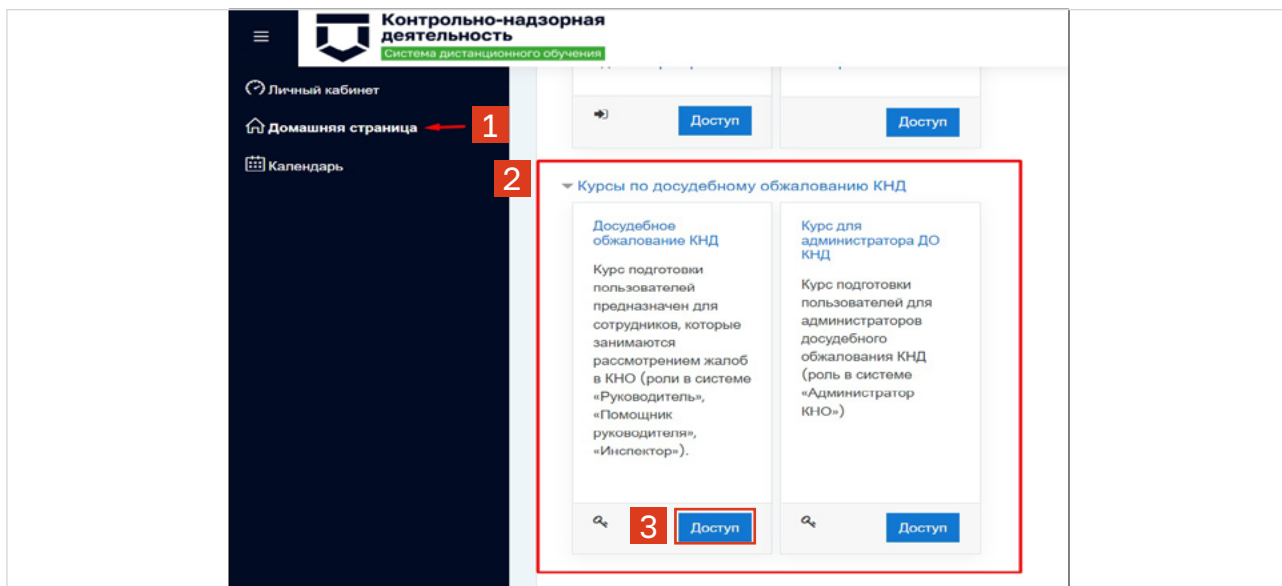 Контрольно-надзорная
деятельность
Система дистанционного обучения
Личный кабинет
Домашняя страница
1
Календарь
Доступ
Доступ
2
Курсы по досудебному обжалованию КНД
Досудебное
обжалование КНД
Курс подготовки
пользователей
предназначен для
сотрудников, которые
занимаются
рассмотрением жалоб
в КНО (роли в системе
«Руководитель»,
«Помощник
руководителя»,
«Инспектор»).
3
Доступ
Курс для
администратора ДО
КНД
Курс подготовки
пользователей для
администраторов
досудебного
обжалования КНД
(роль в системе
«Администратор
КНО»)
Доступ